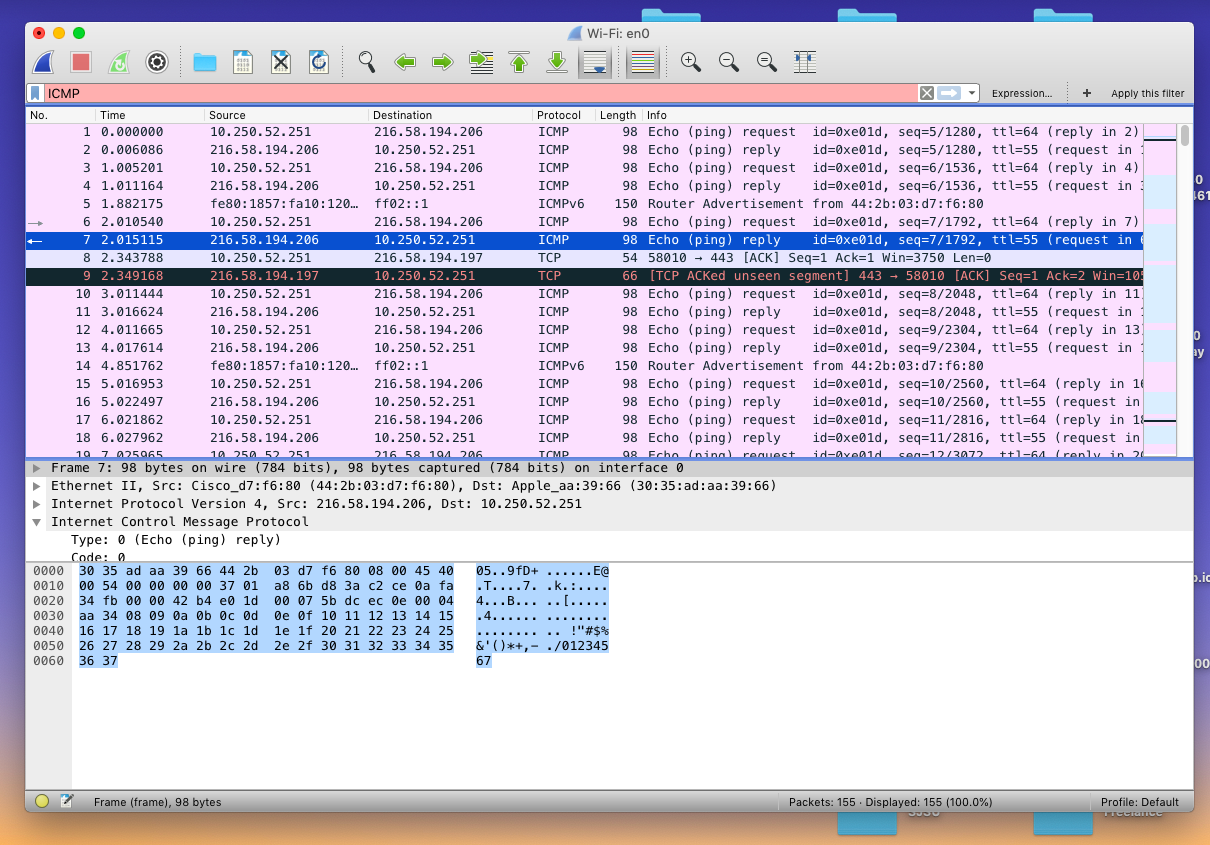 Wi-Fi: en0
ICMP
Expression...
+
Apply this filter
No. Time Source Destination Protocol Length Info
1 0.000000 10.250.52.251 216.58.194.206 ICMP 98 Echo (ping) request id=0xe01d, seq=5/1280, ttl=64 (reply in 2)
2 0.006086 216.58.194.206 10.250.52.251 ICMP 98 Echo (ping) reply id=0xe01d, seq=5/1280, ttl=55 (request in
3 1.005201 10.250.52.251 216.58.194.206 ICMP 98 Echo (ping) request id=0xe01d, seq=6/1536, ttl=64 (reply in 4)
4 1.011164 216.58.194.206 10.250.52.251 ICMP 98 Echo (ping) reply id=0xe01d, seq=6/1536, ttl=55 (request in
5 1.882175 fe80:1857:fa10:120… ff02::1 ICMPv6 150 Router Advertisement from 44:2b:03:d7:f6:80
6 2.010540 10.250.52.251 216.58.194.206 ICMP 98 Echo (ping) request id=0xe01d, seq=7/1792, ttl=64 (reply in 7)
7 2.015115 216.58.194.206 10.250.52.251 ICMP 98 Echo (ping) reply id=0xe01d, seq=7/1792, ttl=55 (request in
8 2.343788 10.250.52.251 216.58.194.197 TCP 54 58010 → 443 [ACK] Seq=1 Ack=1 Win=3750 Len=0
9 2.349168 216.58.194.197 10.250.52.251 TCP 66 [TCP ACKed unseen segment] 443 → 58010 [ACK] Seq=1 Ack=2 Win=105
10 3.011444 10.250.52.251 216.58.194.206 ICMP 98 Echo (ping) request id=0xe01d, seq=8/2048, ttl=64 (reply in 11
11 3.016624 216.58.194.206 10.250.52.251 ICMP 98 Echo (ping) reply id=0xe01d, seq=8/2048, ttl=55 (request in
12 4.011665 10.250.52.251 216.58.194.206 ICMP 98 Echo (ping) request id=0xe01d, seq=9/2304, ttl=64 (reply in 13
13 4.017614 216.58.194.206 10.250.52.251 ICMP 98 Echo (ping) reply id=0xe01d, seq=9/2304, ttl=55 (request in
14 4.851762 fe80:1857:fa10:120… ff02::1 ICMPv6 150 Router Advertisement from 44:2b:03:d7:f6:80
15 5.016953 10.250.52.251 216.58.194.206 ICMP 98 Echo (ping) request id=0xe01d, seq=10/2560, ttl=64 (reply in 16
16 5.022497 216.58.194.206 10.250.52.251 ICMP 98 Echo (ping) reply id=0xe01d, seq=10/2560, ttl=55 (request in
17 6.021862 10.250.52.251 216.58.194.206 ICMP 98 Echo (ping) request id=0xe01d, seq=11/2816, ttl=64 (reply in 18
18 6.027962 216.58.194.206 10.250.52.251 ICMP 98 Echo (ping) reply id=0xe01d, seq=11/2816, ttl=55 (request in
19 7.025965 10.250.52.251 216.58.194.206 ICMP 98 Echo (ping) request id=0xe01d, seq=12/3072, ttl=64 (reply in 20
Frame 7: 98 bytes on wire (784 bits), 98 bytes captured (784 bits) on interface 0
Ethernet II, Src: Cisco_d7:f6:80 (44:2b:03:d7:f6:80), Dst: Apple_aa:39:66 (30:35:ad:aa:39:66)
Internet Protocol Version 4, Src: 216.58.194.206, Dst: 10.250.52.251
Internet Control Message Protocol
Type: 0 (Echo (ping) reply)
Code: 0
0000 30 35 ad aa 39 66 44 2b 03 d7 f6 80 08 00 45 40 05..9fD+ ......E@
0010 00 54 00 00 00 00 37 01 a6 6b d8 3a c2 ce 0a fa .T....7. .k.:....
0020 34 fb 00 00 42 b4 e0 1d 00 07 5b dc ec 0e 00 04 4...B... ..[.....
0030 aa 34 08 09 0a 0b 0c 0d 0e 0f 10 11 12 13 14 15 .4...... ........
0040 16 17 18 19 1a 1b 1c 1d 1e 1f 20 21 22 23 24 25 ........ .. !"#$%
0050 26 27 28 29 2a 2b 2c 2d 2e 2f 30 31 32 33 34 35 &'()*+,- ./012345
0060 36 37 67
Frame (frame), 98 bytes
Packets: 155 · Displayed: 155 (100.0%)
Profile: Default
SJSU
Freelance